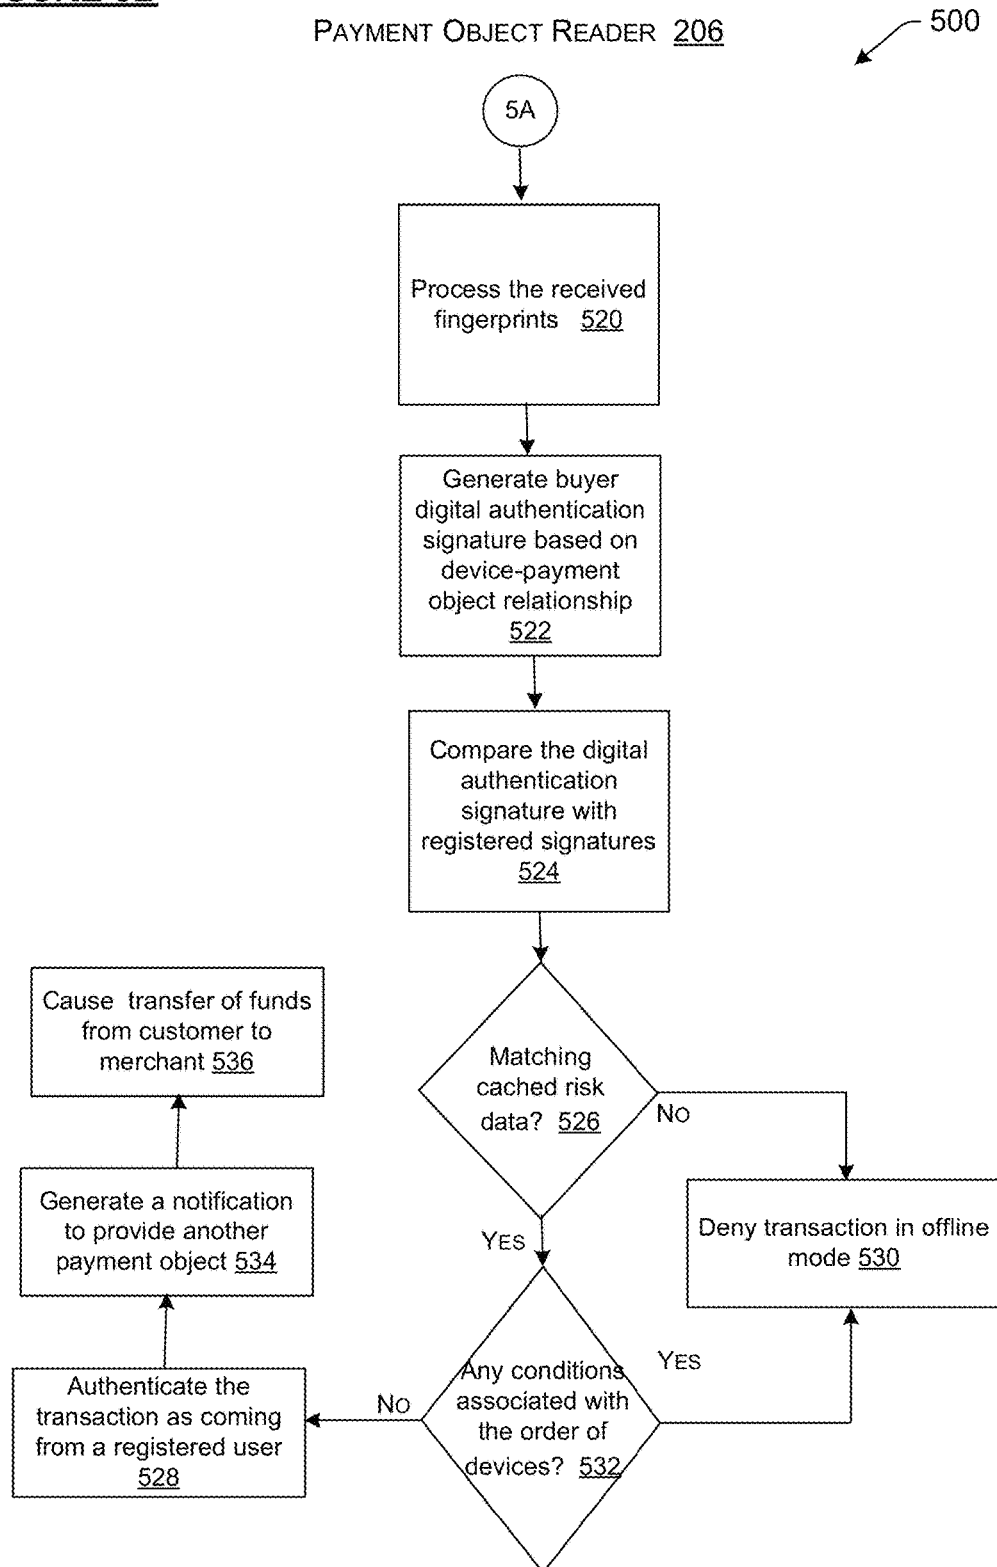 PAYMENT OBJECT READER 206
500
5A
Process the received
fingerprints 520
Generate buyer
digital authentication
signature based on
device-payment
object relationship
522
Compare the digital
authentication
signature with
registered signatures
524
Matching
cached risk
data? 526
NO
YES
Deny transaction in offline
mode 530
Any conditions
associated with
the order of
devices? 532
YES
NO
Authenticate the
transaction as coming
from a registered user
528
Generate a notification
to provide another
payment object 534
Cause transfer of funds
from customer to
merchant 536